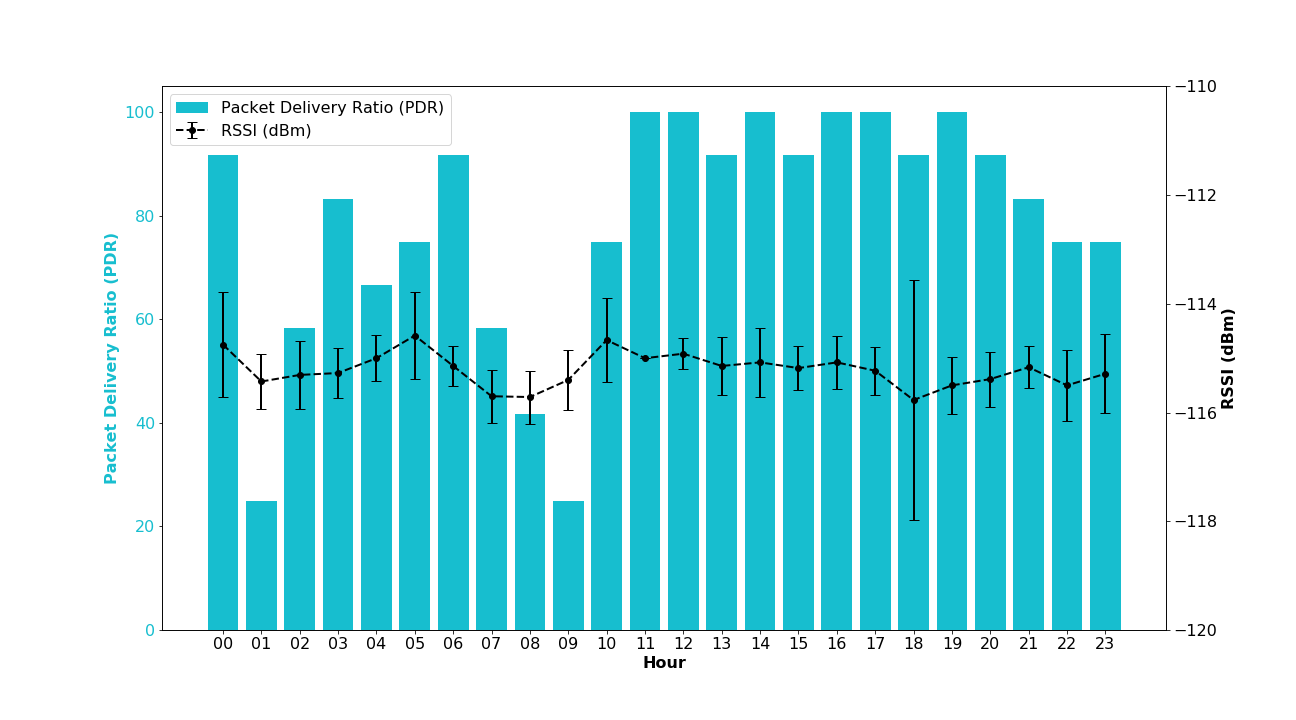 Packet Delivery Ratio (PDR)
RSSI (dBm)
100
80
60
40
20
0
Packet Delivery Ratio (PDR)
−110
−112
−114
−116
−118
−120
RSSI (dBm)
00 01 02 03 04 05 06 07 08 09 10 11 12 13 14 15 16 17 18 19 20 21 22 23
Hour